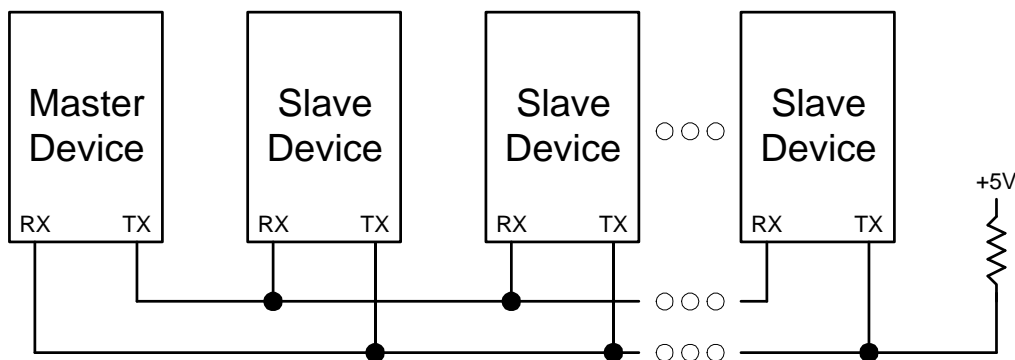 Master
Device
Slave
Device
Slave
Device
Slave
Device
+5V
RX TX
RX TX
RX TX
RX TX